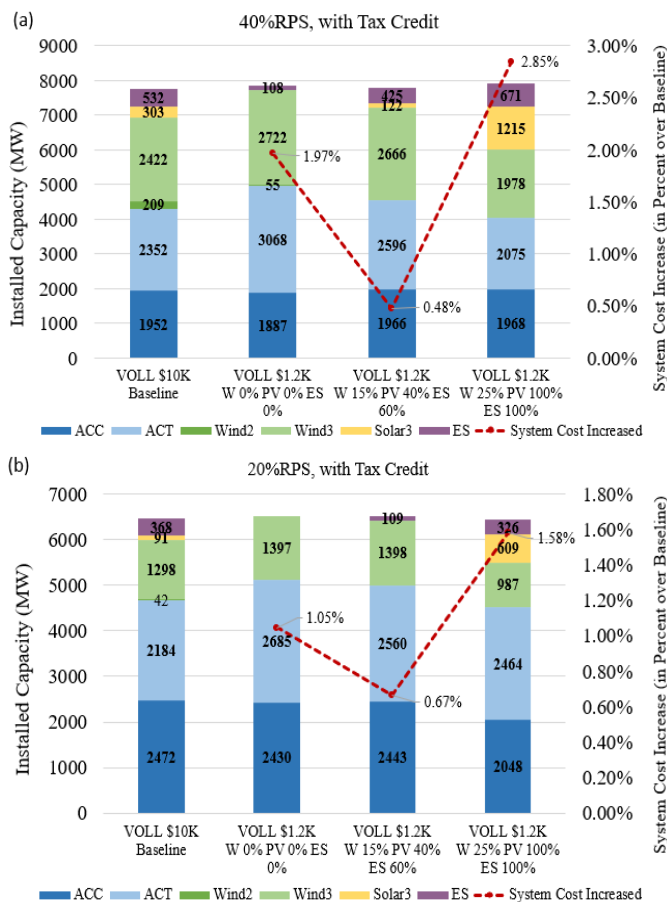 (a)
40%RPS, with Tax Credit
Installed Capacity (MW)
9000
8000
7000
6000
5000
4000
3000
2000
1000
0
532
303
2422
209
2352
1952
108
2722
55
3068
1887
425
122
2666
2596
1966
671
1215
1978
2075
1968
1.97%
0.48%
2.85%
3.00%
2.50%
2.00%
1.50%
1.00%
0.50%
0.00%
System Cost Increase (in Percent over Baseline)
VOLL $10K
Baseline
VOLL $1.2K
W 0% PV 0% ES
0%
VOLL $1.2K
W 15% PV 40% ES
60%
VOLL $1.2K
W 25% PV 100%
ES 100%
ACC ACT Wind2 Wind3 Solar3 ES System Cost Increased
(b)
20%RPS, with Tax Credit
Installed Capacity (MW)
7000
6000
5000
4000
3000
2000
1000
0
368
91
1298
42
2184
2472
1397
2685
2430
109
1398
2560
2443
326
609
987
2464
2048
1.05%
0.67%
1.58%
1.80%
1.60%
1.40%
1.20%
1.00%
0.80%
0.60%
0.40%
0.20%
0.00%
System Cost Increase (in Percent over Baseline)
VOLL $10K
Baseline
VOLL $1.2K
W 0% PV 0% ES
0%
VOLL $1.2K
W 15% PV 40%
ES 60%
VOLL $1.2K
W 25% PV 100%
ES 100%
ACC ACT Wind2 Wind3 Solar3 ES System Cost Increased